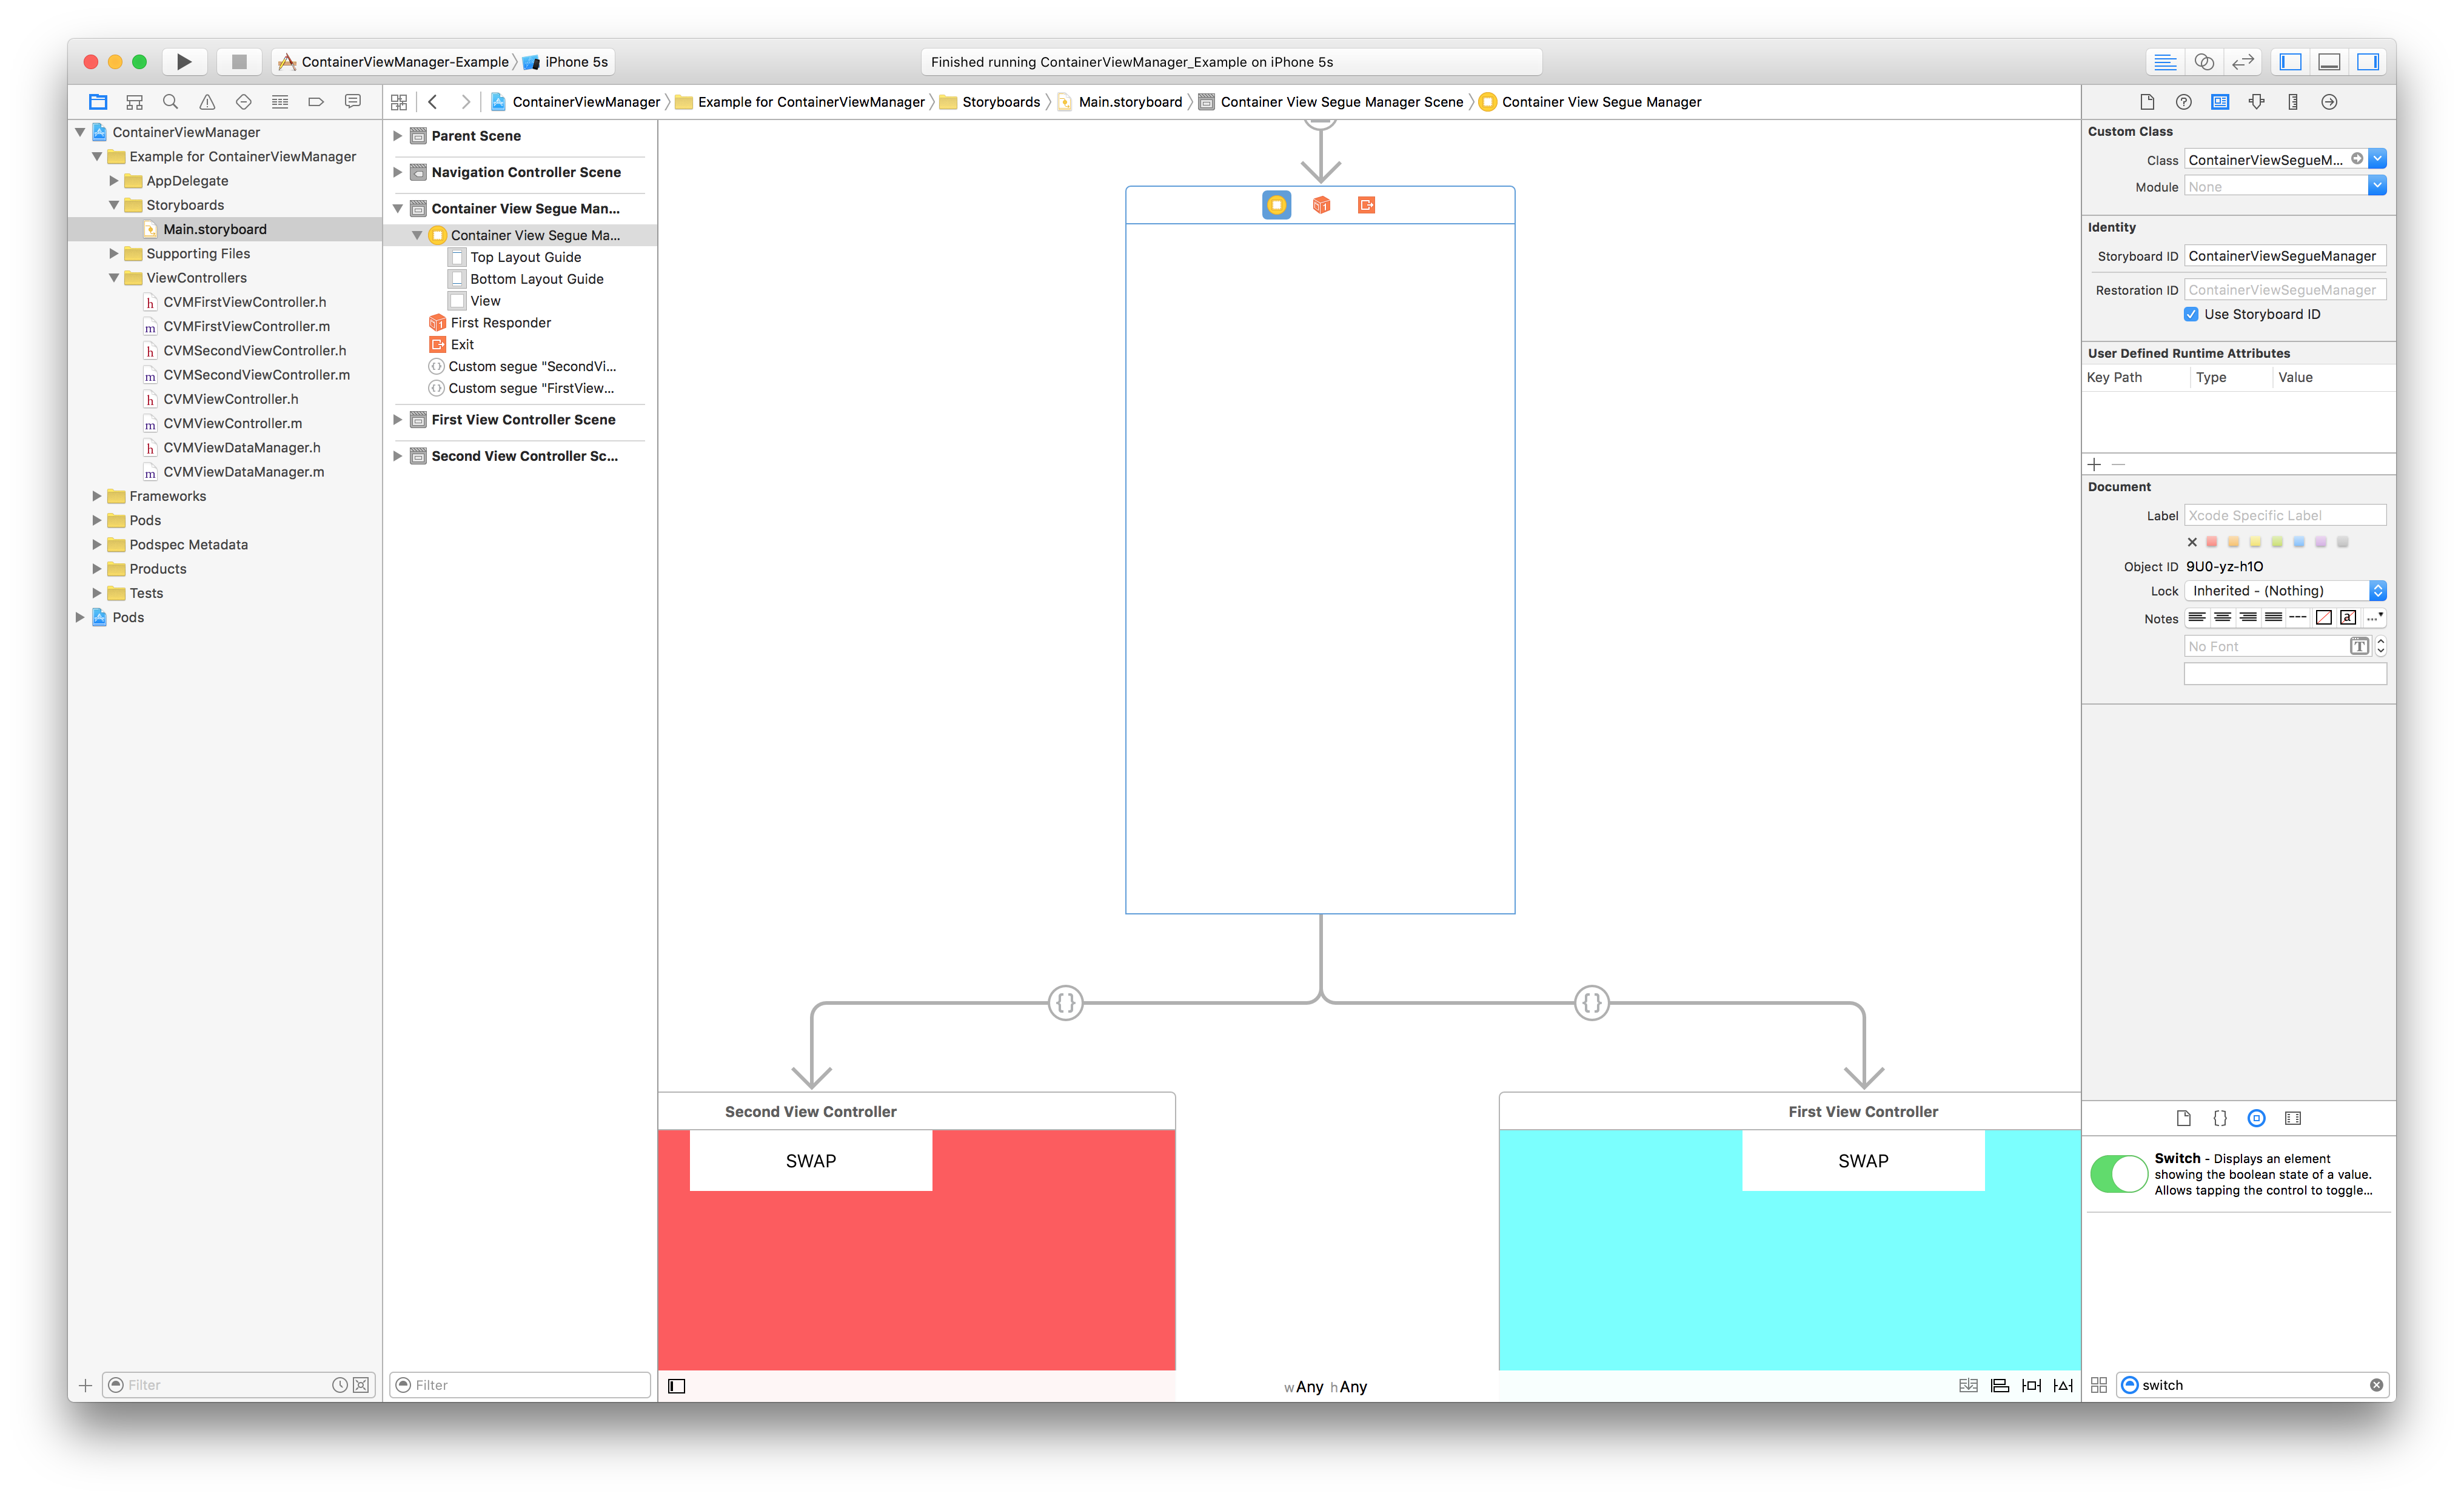 ContainerViewManager-Example
iPhone 5s
Finished running ContainerViewManager_Example on iPhone 5s
ContainerViewManager
Example for ContainerViewManager
Storyboards
Main.storyboard
Container View Segue Manager Scene
Container View Segue Manager
ContainerViewManager
Example for ContainerViewManager
AppDelegate
Storyboards
Main.storyboard
Supporting Files
ViewControllers
h CVMFirstViewController.h
m CVMFirstViewController.m
h CVMSecondViewController.h
m CVMSecondViewController.m
h CVMViewController.h
m CVMViewController.m
h CVMViewDataManager.h
m CVMViewDataManager.m
Frameworks
Pods
Podspec Metadata
Products
Tests
Pods
Filter
Parent Scene
Navigation Controller Scene
Container View Segue Man...
Container View Segue Ma...
Top Layout Guide
Bottom Layout Guide
View
First Responder
Exit
Custom segue "SecondVi...
Custom segue "FirstView...
First View Controller Scene
Second View Controller Sc...
Filter
{}
{}
Second View Controller
SWAP
First View Controller
SWAP
wAny hAny
Custom Class
Class ContainerViewSegueM...
Module None
Identity
Storyboard ID ContainerViewSegueManager
Restoration ID ContainerViewSegueManager
Use Storyboard ID
User Defined Runtime Attributes
Key Path Type Value
Document
Label Xcode Specific Label
Object ID 9U0-yz-h1O
Lock Inherited - (Nothing)
Notes
No Font
Switch - Displays an element
showing the boolean state of a value.
Allows tapping the control to toggle...
switch